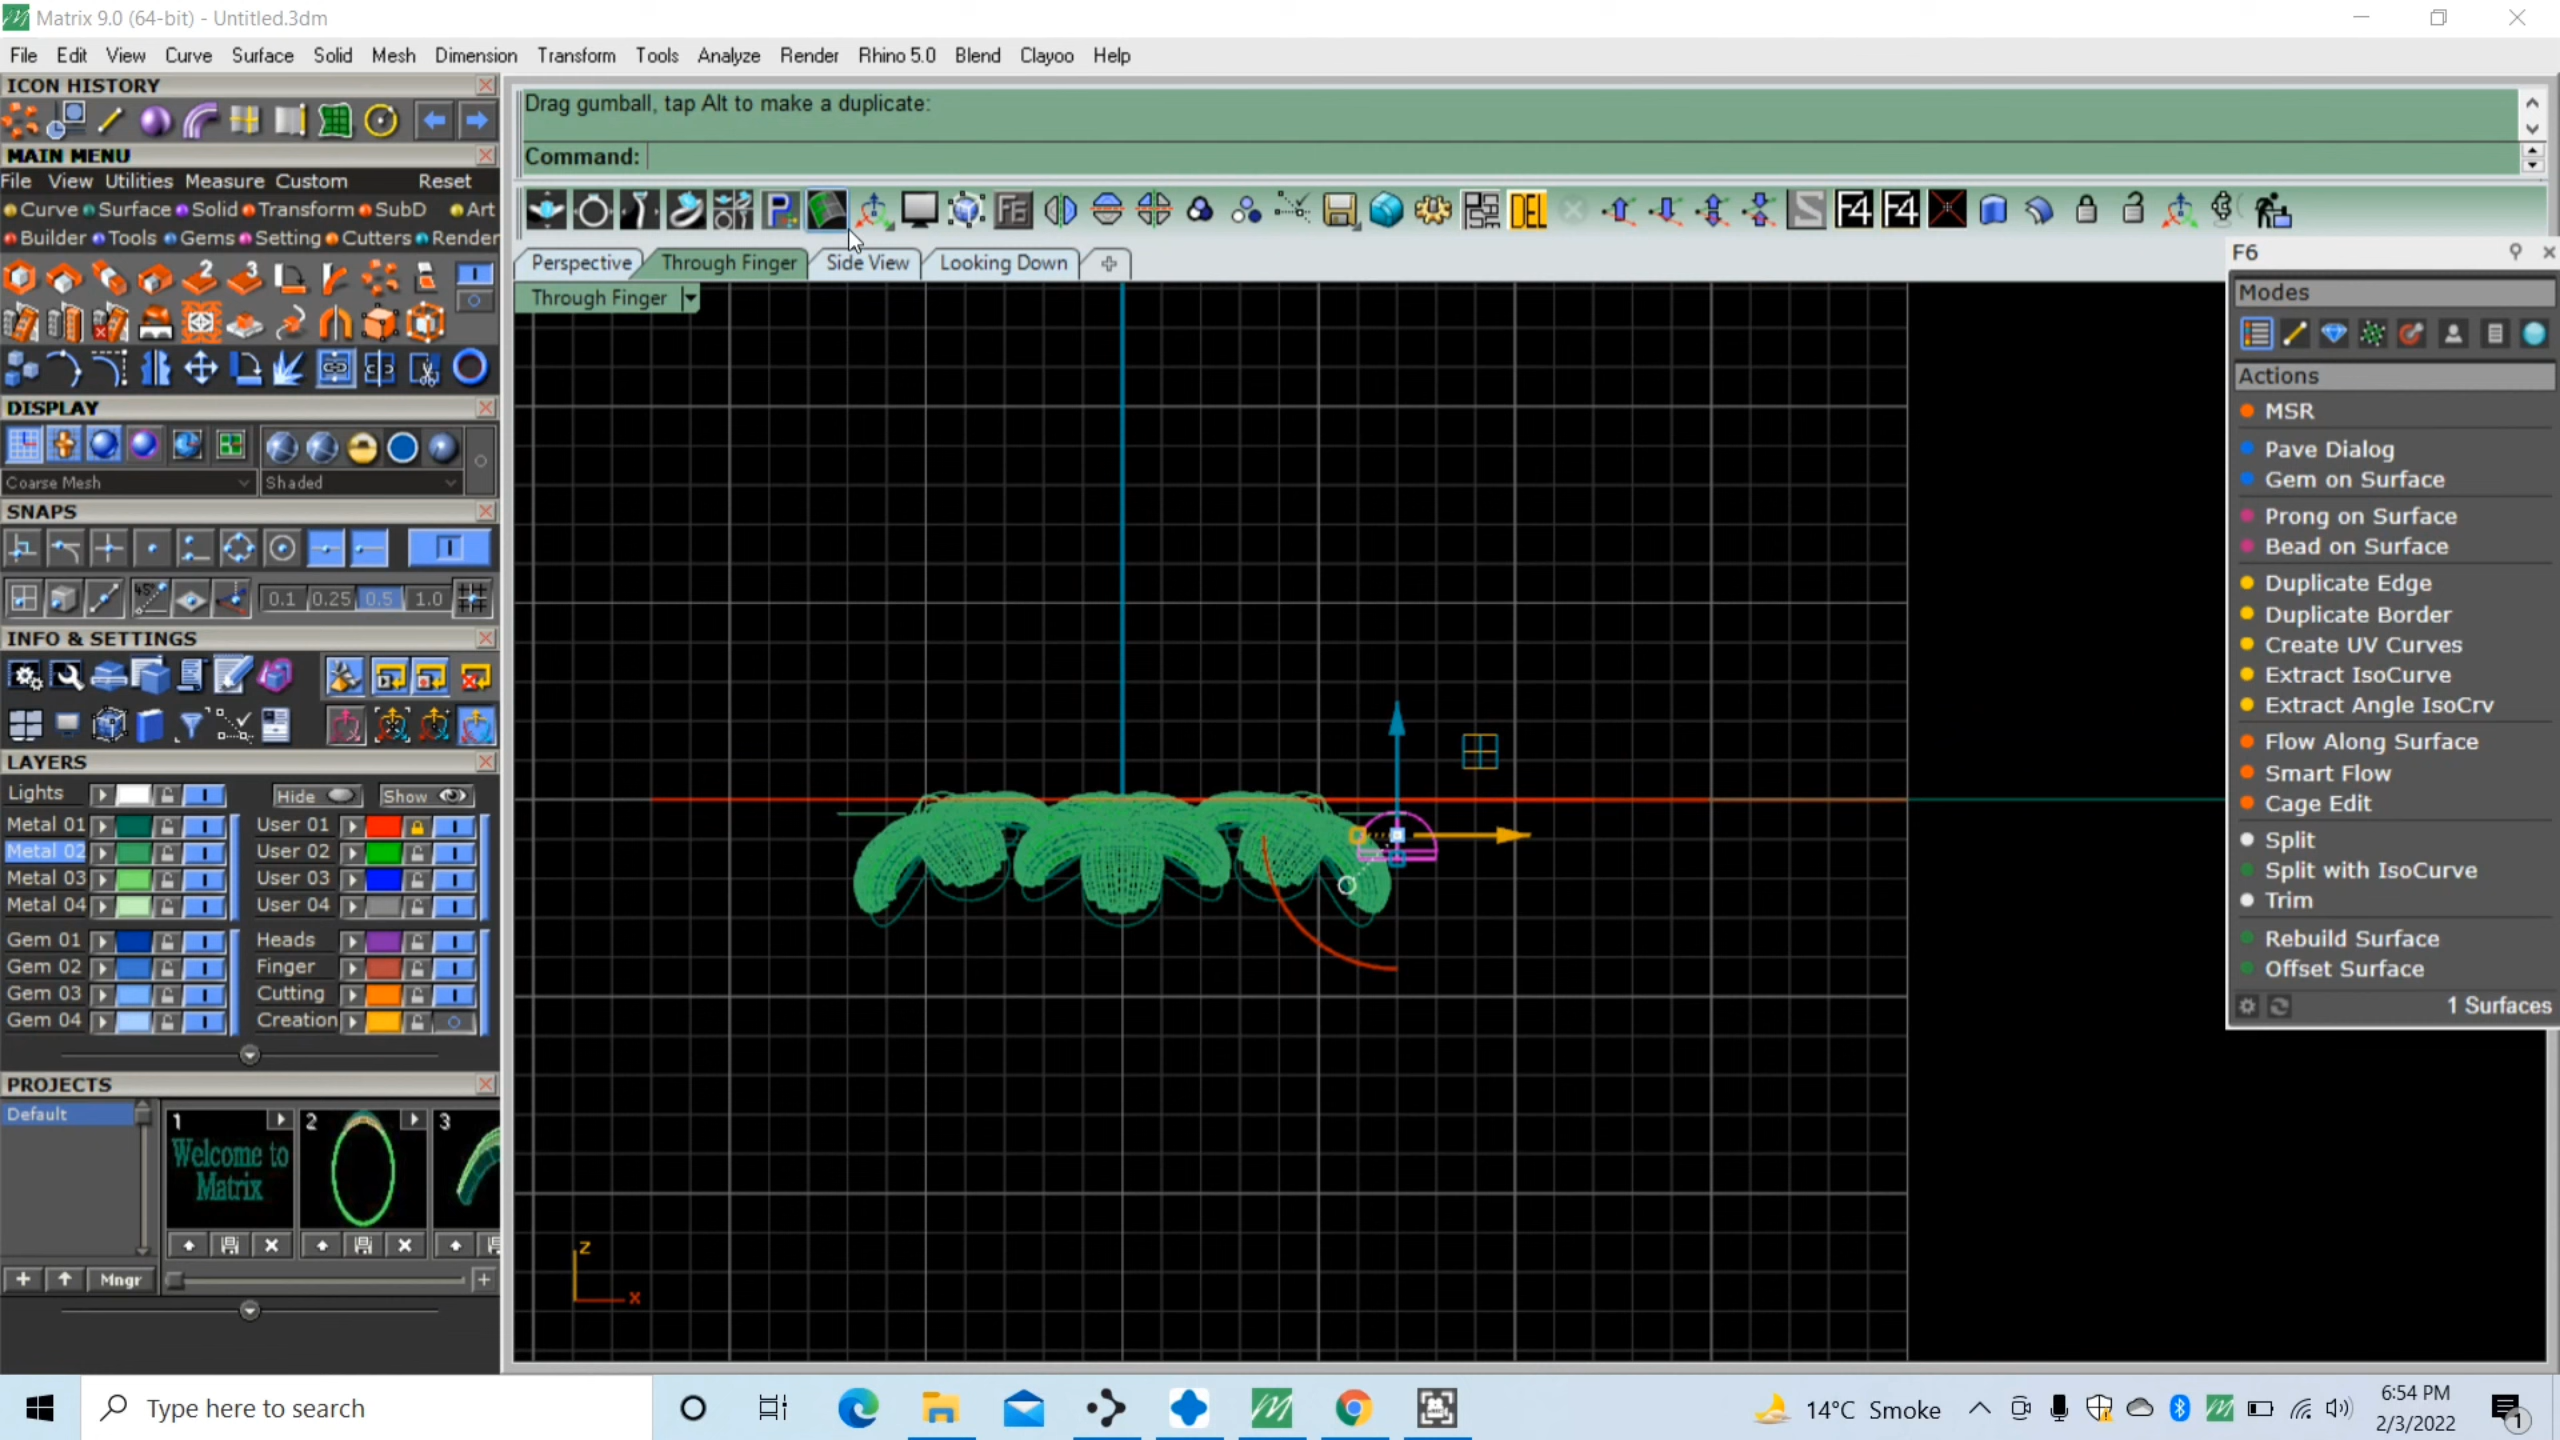 Matrix 9.0 (64-bit) - Untitled.3dm
File Edit View Curve Surface Solid Mesh Dimension Transform Tools Analyze Render Rhino 5.0 Blend Clayoo Help
ICON HISTORY
Drag gumball, tap Alt to make a duplicate:
Command:
MAIN MENU
File View Utilities Measure Custom Reset
Curve Surface Solid Transform SubD Art
Builder Tools Gems Setting Cutters Render
F6 DEL F4 F4
Perspective Through Finger Side View Looking Down
Through Finger
2 3
DISPLAY
Coarse Mesh Shaded
SNAPS
45°
0.1 0.25 0.5 1.0
INFO & SETTINGS
LAYERS
Lights Hide Show
Metal 01 User 01
Metal 02 User 02
Metal 03 User 03
Metal 04 User 04
Gem 01 Heads
Gem 02 Finger
Gem 03 Cutting
Gem 04 Creation
PROJECTS
Default
1 2 3
Welcome to
Matrix
Mngr
z
x
F6
Modes
Actions
MSR
Pave Dialog
Gem on Surface
Prong on Surface
Bead on Surface
Duplicate Edge
Duplicate Border
Create UV Curves
Extract IsoCurve
Extract Angle IsoCrv
Flow Along Surface
Smart Flow
Cage Edit
Split
Split with IsoCurve
Trim
Rebuild Surface
Offset Surface
1 Surfaces
Type here to search
14°C Smoke
6:54 PM
2/3/2022
1